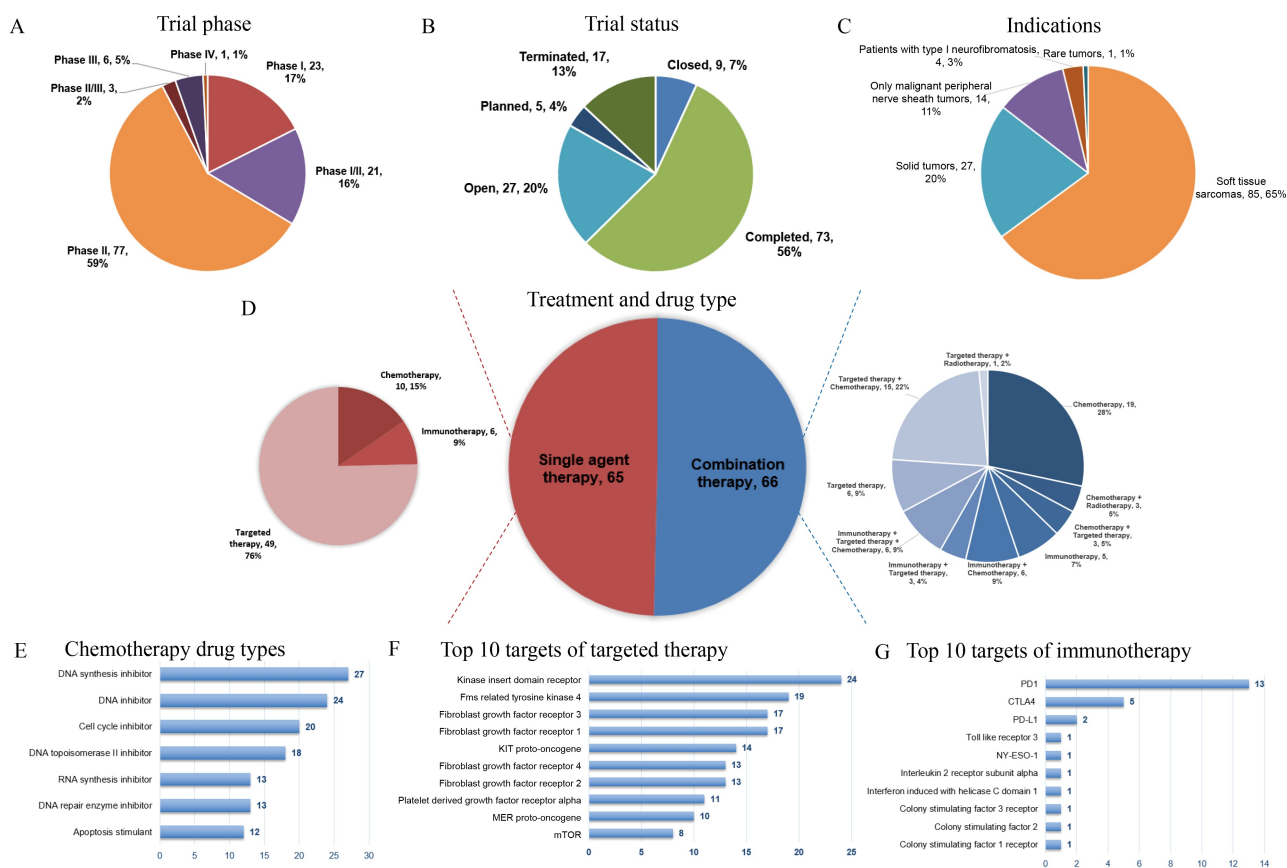 A
Trial phase
Phase IV, 1, 1%
Phase III, 6, 5%
Phase I, 23,
17%
Phase II/III, 3,
2%
Phase I/II, 21,
16%
Phase II, 77,
59%
B
Trial status
Terminated, 17,
13%
Closed, 9, 7%
Planned, 5, 4%
Open, 27, 20%
Completed, 73,
56%
C
Indications
Patients with type I neurofibromatosis,
4, 3%
Rare tumors, 1, 1%
Only malignant peripheral
nerve sheath tumors, 14,
11%
Solid tumors, 27,
20%
Soft tissue
sarcomas, 85, 65%
D
Treatment and drug type
Chemotherapy,
10, 15%
Immunotherapy, 6,
9%
Targeted
therapy, 49,
76%
Single agent
therapy, 65
Combination
therapy, 66
Targeted therapy +
Radiotherapy, 1, 2%
Targeted therapy +
Chemotherapy, 15, 22%
Chemotherapy, 19,
28%
Targeted therapy,
6, 9%
Chemotherapy +
Radiotherapy, 3,
5%
Chemotherapy +
Targeted therapy,
3, 5%
Immunotherapy +
Targeted therapy +
Chemotherapy, 6, 9%
Immunotherapy, 5,
7%
Immunotherapy +
Targeted therapy,
3, 4%
Immunotherapy +
Chemotherapy, 6,
9%
E
Chemotherapy drug types
DNA synthesis inhibitor 27
DNA inhibitor 24
Cell cycle inhibitor 20
DNA topoisomerase II inhibitor 18
RNA synthesis inhibitor 13
DNA repair enzyme inhibitor 13
Apoptosis stimulant 12
0 5 10 15 20 25 30
F
Top 10 targets of targeted therapy
Kinase insert domain receptor 24
Fms related tyrosine kinase 4 19
Fibroblast growth factor receptor 3 17
Fibroblast growth factor receptor 1 17
KIT proto-oncogene 14
Fibroblast growth factor receptor 4 13
Fibroblast growth factor receptor 2 13
Platelet derived growth factor receptor alpha 11
MER proto-oncogene 10
mTOR 8
0 5 10 15 20 25
G
Top 10 targets of immunotherapy
PD1 13
CTLA4 5
PD-L1 2
Toll like receptor 3 1
NY-ESO-1 1
Interleukin 2 receptor subunit alpha 1
Interferon induced with helicase C domain 1 1
Colony stimulating factor 3 receptor 1
Colony stimulating factor 2 1
Colony stimulating factor 1 receptor 1
0 2 4 6 8 10 12 14